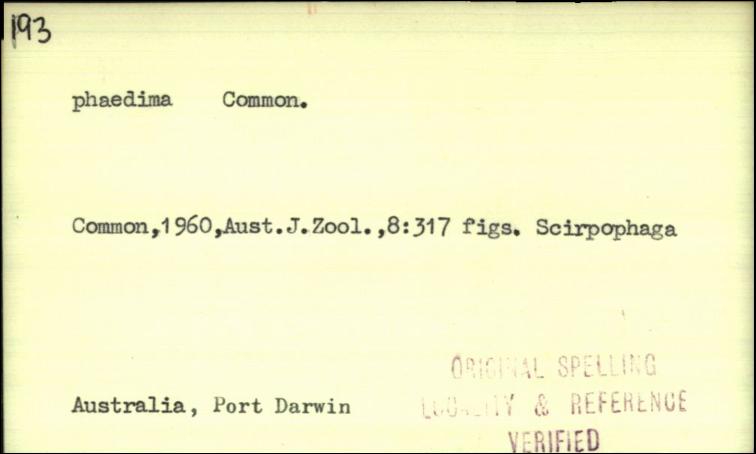 193
phaedima Common.
Common,1960,Aust.J.Zool.,8:317 figs. Scirpophaga
ORIGINAL SPELLING
Australia, Port Darwin LOCALITY & REFERENCE
VERIFIED